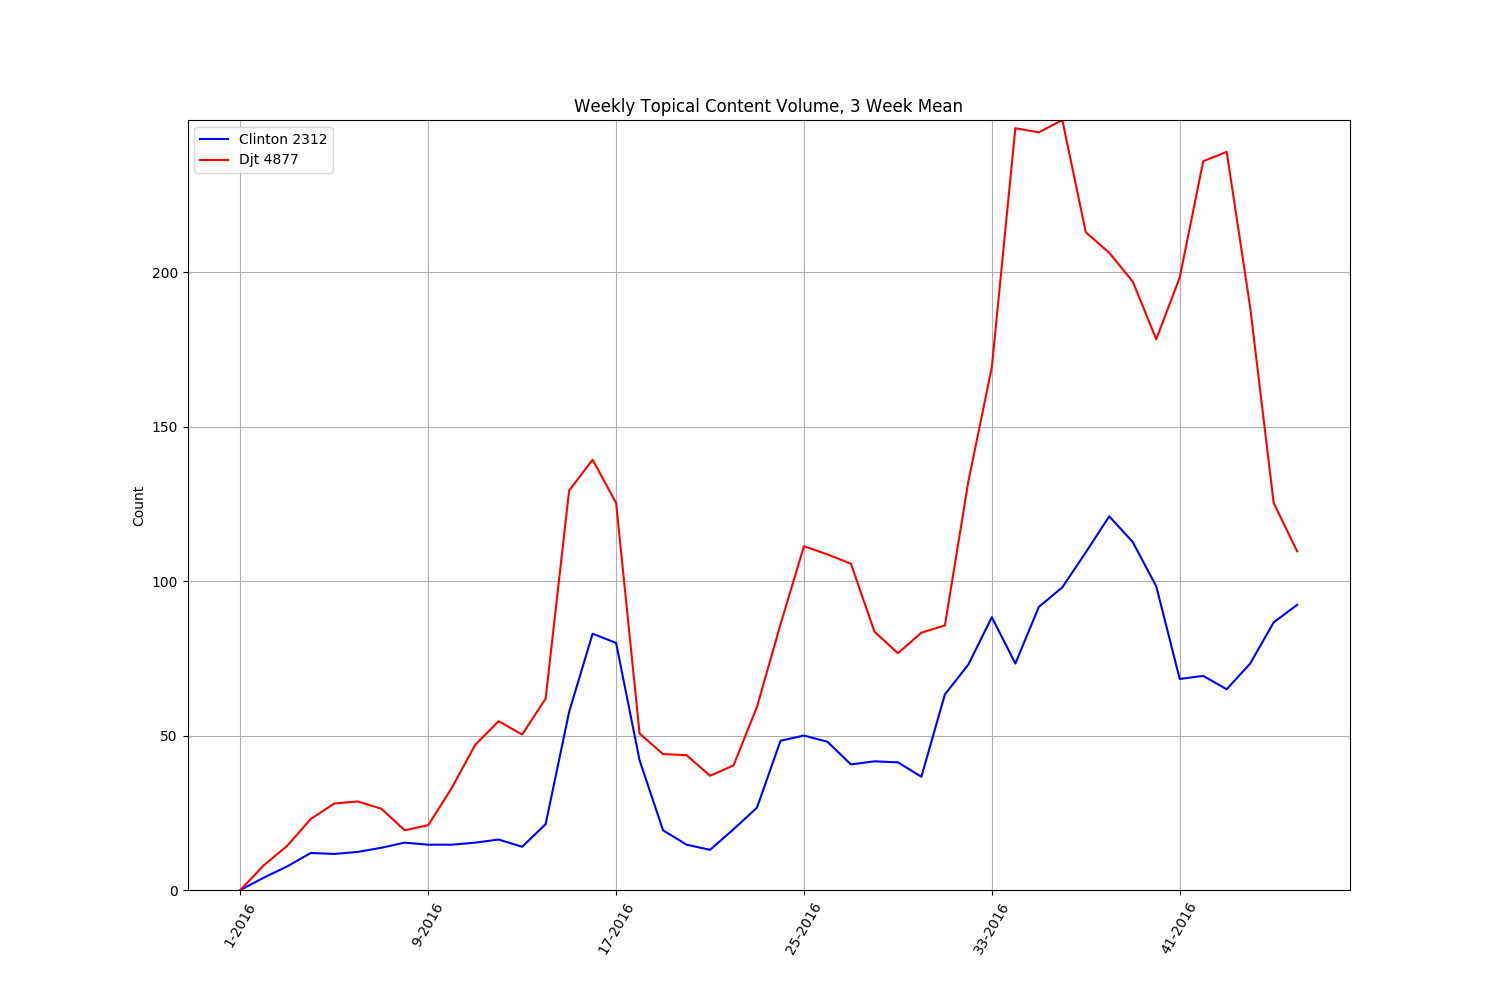 Weekly Topical Content Volume, 3 Week Mean
Clinton 2312
Djt 4877
200
150
100
50
0
Count
1-2016
9-2016
17-2016
25-2016
33-2016
41-2016